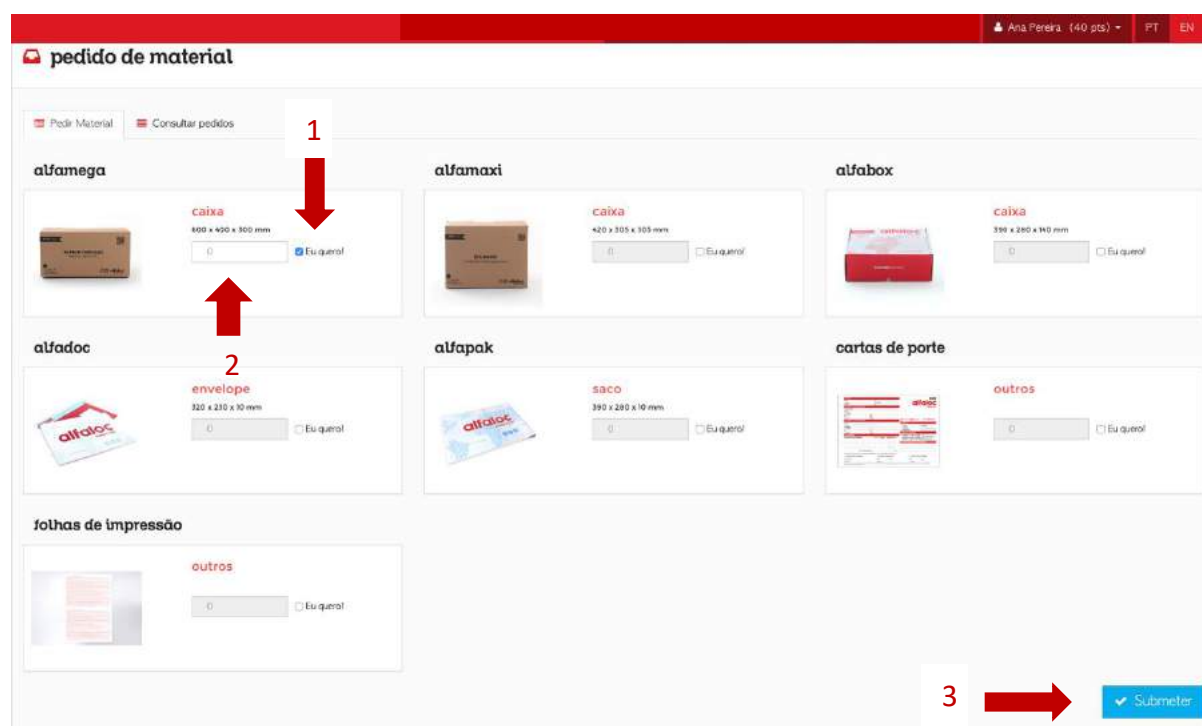 Ana Pereira (40 pts) PT EN
pedido de material
Pedir Material Consultar pedidos
1
alfamega alfamaxi alfabox
caixa caixa caixa
600 x 400 x 300 mm 420 x 305 x 305 mm 390 x 280 x 140 mm
0 Eu quero! 0 Eu quero! 0 Eu quero!
2
alfadoc alfapak cartas de porte
envelope saco outros
320 x 230 x 10 mm 390 x 280 x 10 mm
0 Eu quero! 0 Eu quero! 0 Eu quero!
alfaloc alfaloc alfaloc
folhas de impressão
outros
0 Eu quero!
3 Submeter